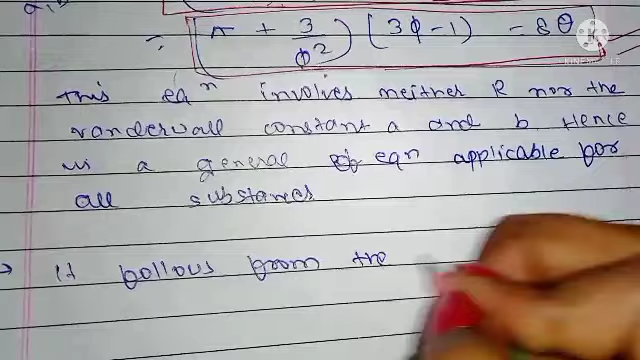 = (π + 3/φ²) (3φ-1) = 8θ
KINEMASTER
this eqⁿ involves neither R nor the
vanderwall constant a and b Hence
is a general eqn applicable for
all substances
→ it follows from the